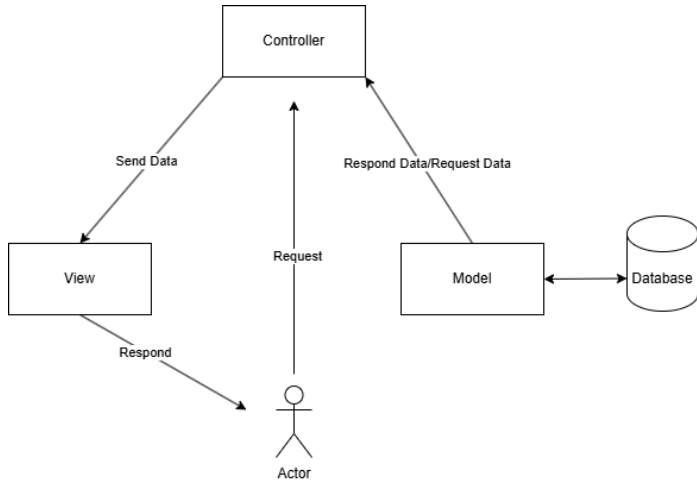 Controller
Send Data
Respond Data/Request Data
View
Request
Model
Database
Respond
Actor